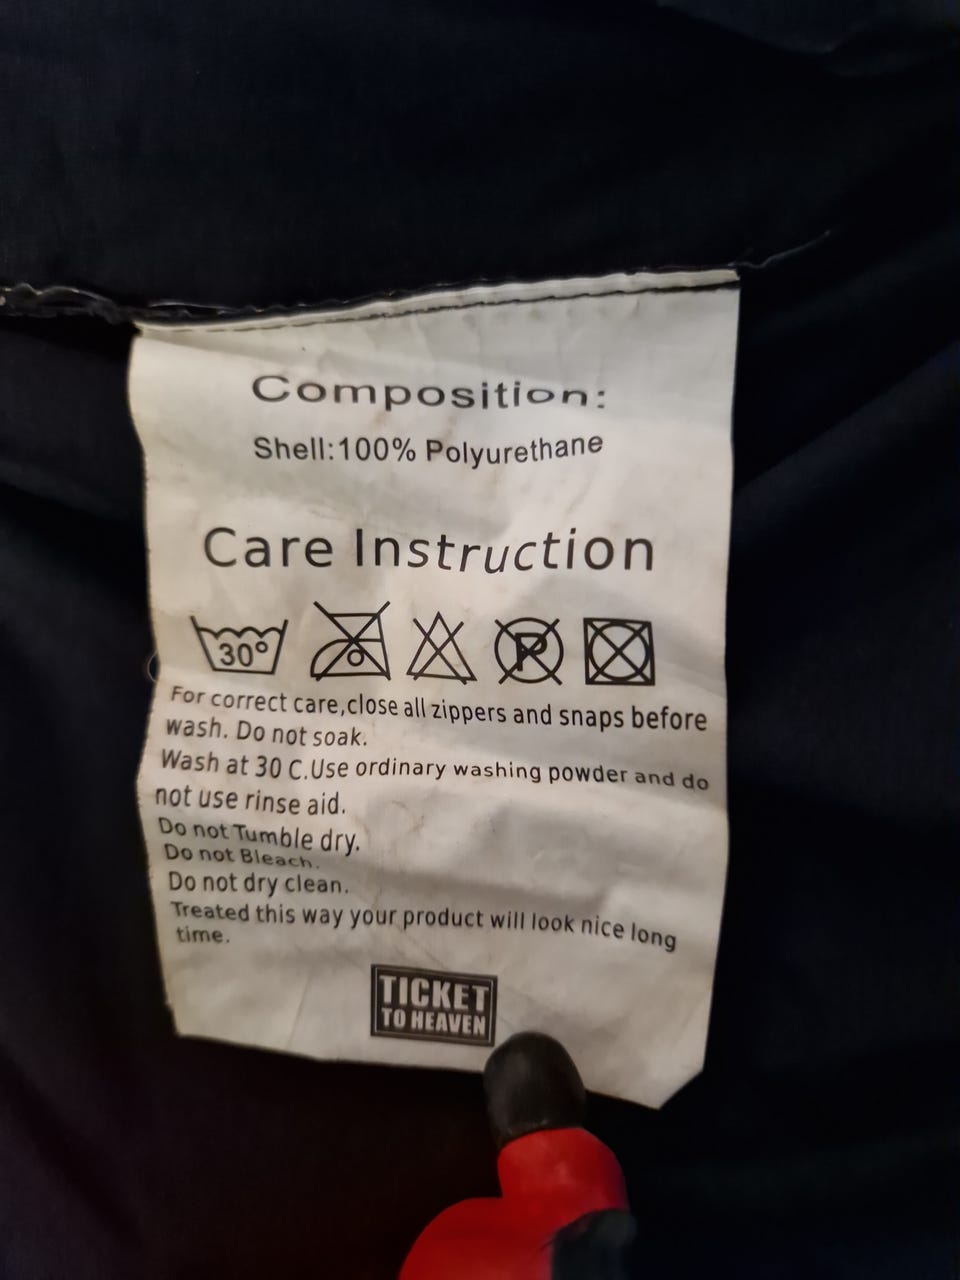 Composition:
Shell:100% Polyurethane
Care Instruction
30°
P
For correct care,close all zippers and snaps before
wash. Do not soak.
Wash at 30 C.Use ordinary washing powder and do
not use rinse aid.
Do not Tumble dry.
Do not Bleach.
Do not dry clean.
Treated this way your product will look nice long
time.
TICKET
TO HEAVEN